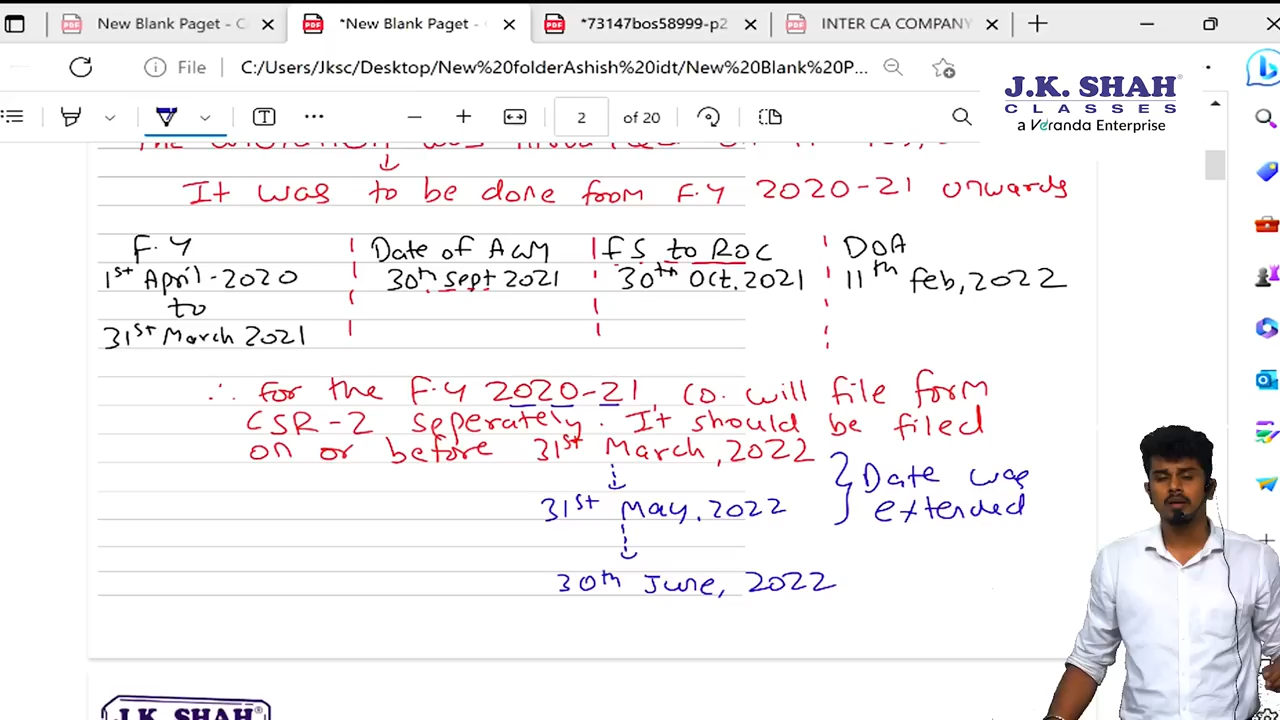 New Blank Paget - C
*New Blank Paget -
*73147bos58999-p2
INTER CA COMPANY
File
C:/Users/Jksc/Desktop/New%20folderAshish%20idt/New%20Blank%20P...
J.K. SHAH
CLASSES
a Veranda Enterprise
2 of 20
It was to be done from F.Y 2020-21 onwards
F.Y Date of AGM FS to ROC DOA
1st April-2020 30th Sept 2021 30th Oct. 2021 11th feb, 2022
to
31st March 2021
∴ For the F.Y 2020-21, Co. will file form
CSR-2 seperately. It should be filed
on or before 31st March, 2022
31st May, 2022
Date was
extended
30th June, 2022
J.K. SHAH